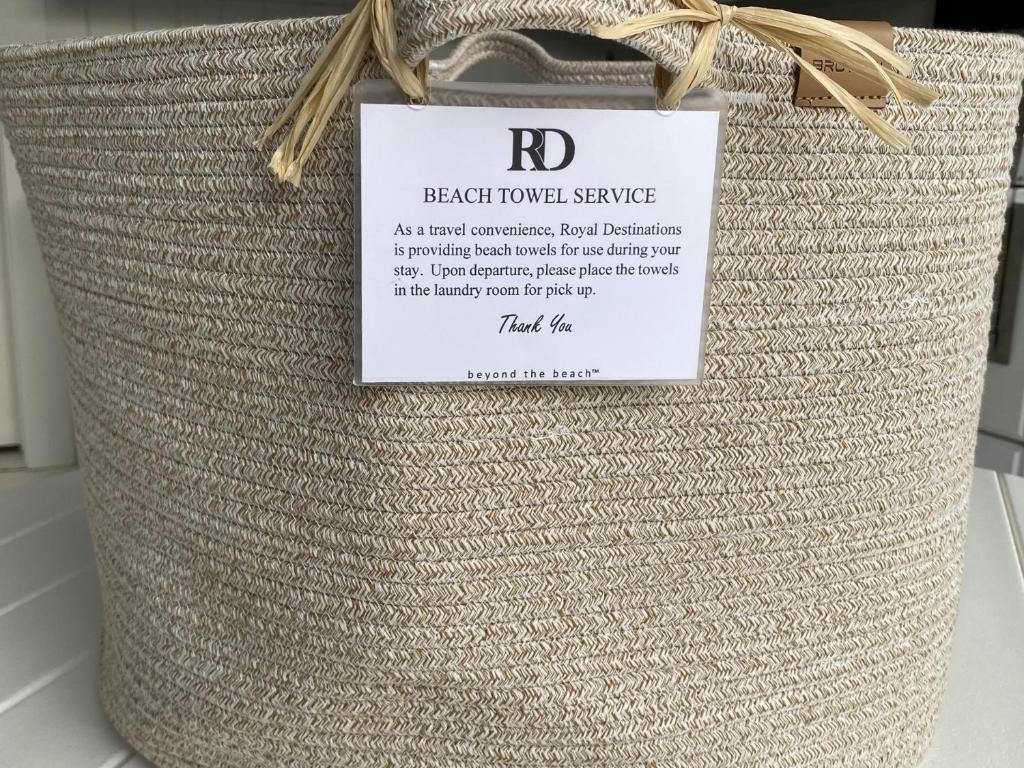 RD
BEACH TOWEL SERVICE
As a travel convenience, Royal Destinations
is providing beach towels for use during your
stay. Upon departure, please place the towels
in the laundry room for pick up.
Thank You
beyond the beach™